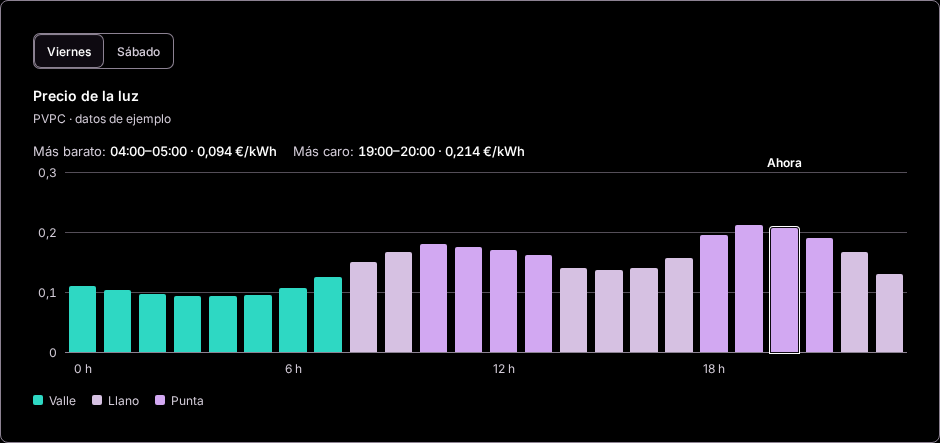 Viernes Sábado
Precio de la luz
PVPC · datos de ejemplo
Más barato: 04:00–05:00 · 0,094 €/kWh Más caro: 19:00–20:00 · 0,214 €/kWh
Ahora
0,3
0,2
0,1
0
0 h 6 h 12 h 18 h
Valle Llano Punta